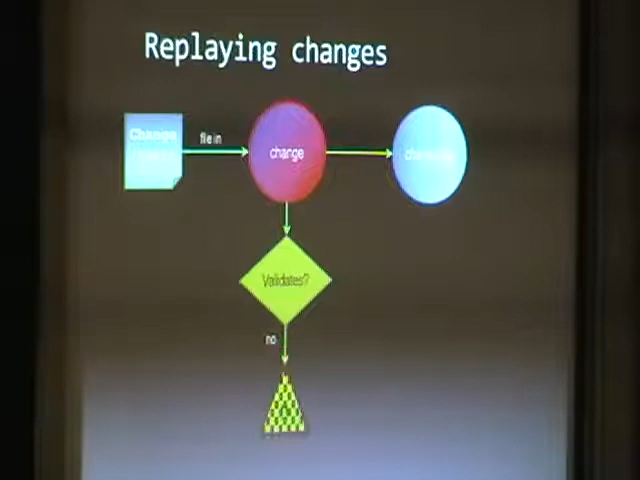 Replaying changes
Change
file in
change
Validates?
no